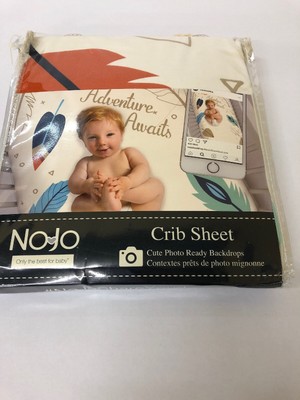 Adventure
Awaits
NoJo
Only the best for baby
Crib Sheet
Cute Photo Ready Backdrops
Contextes prêts de photo mignonne